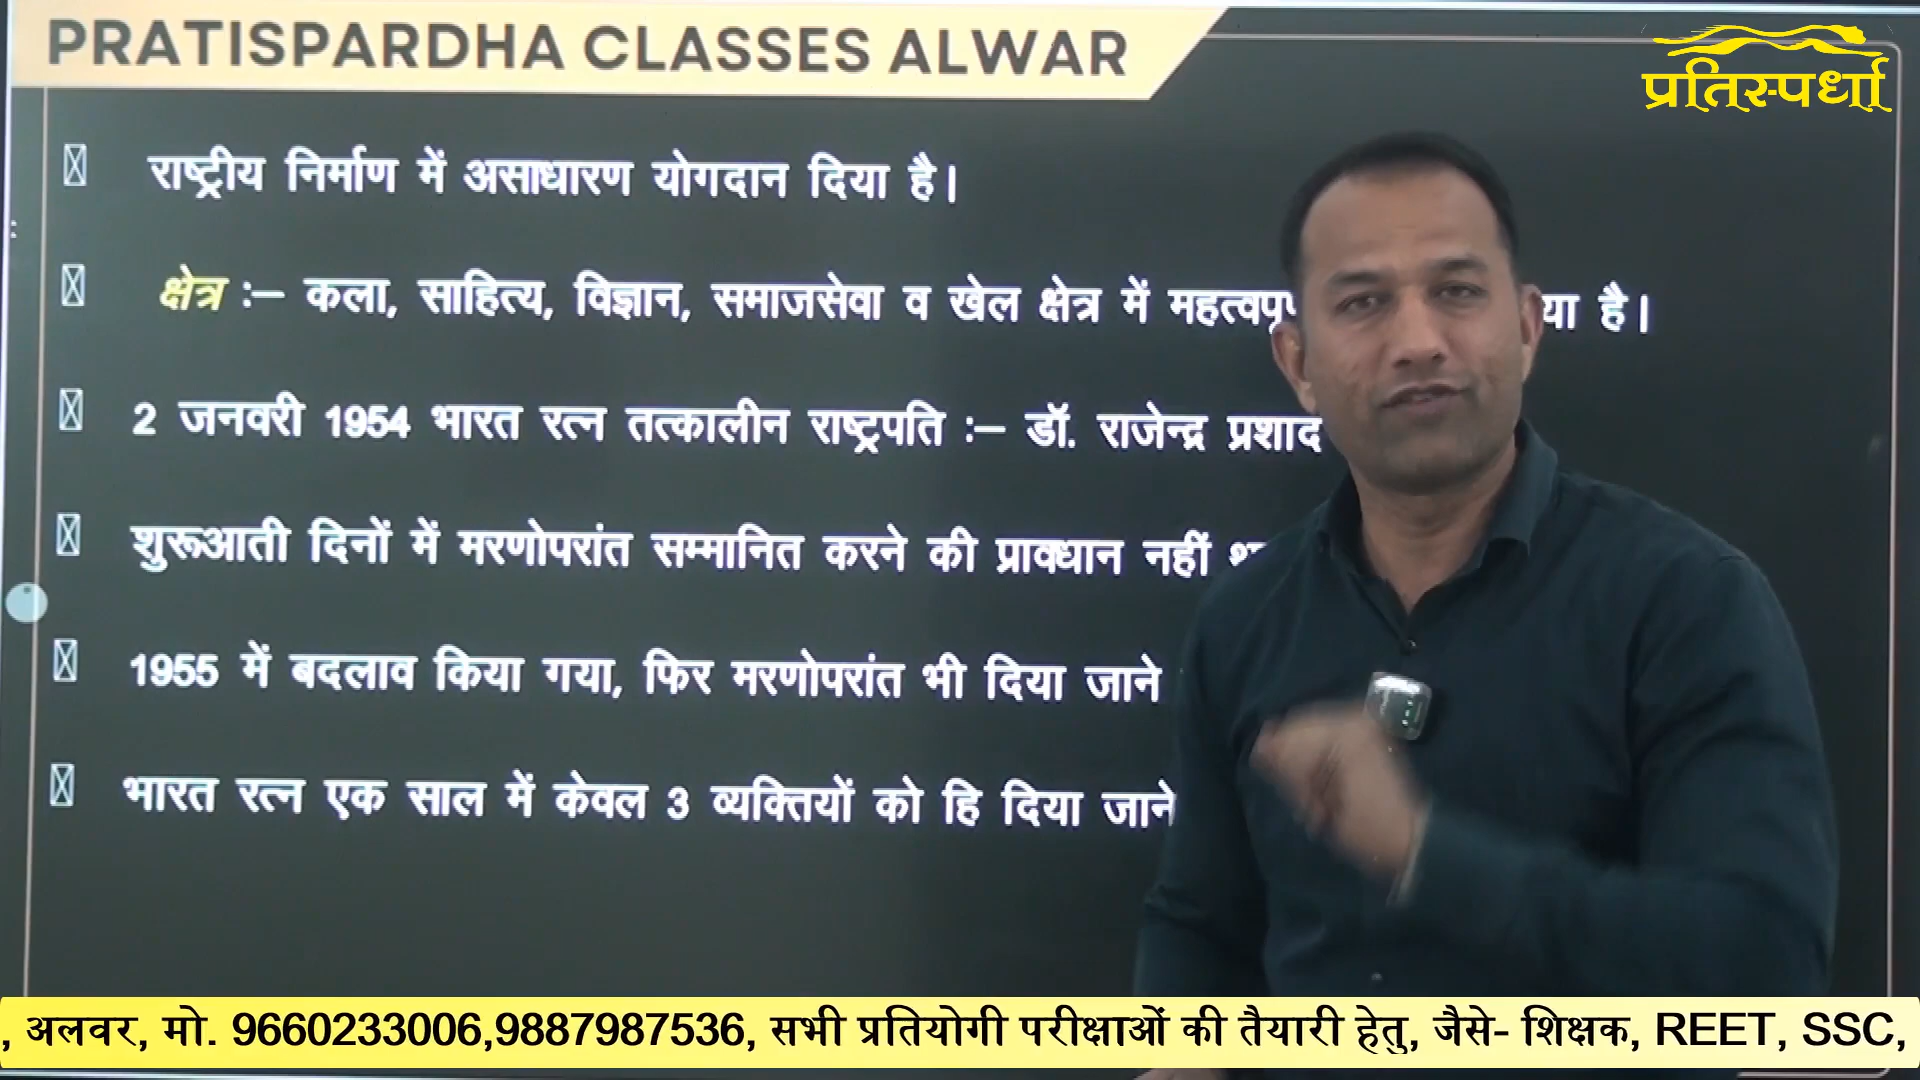 PRATISPARDHA CLASSES ALWAR
प्रतिस्पर्धा
राष्ट्रीय निर्माण में असाधारण योगदान दिया है।
क्षेत्र :– कला, साहित्य, विज्ञान, समाजसेवा व खेल क्षेत्र में है।
2 जनवरी 1954 भारत रत्न तत्कालीन राष्ट्रपति :– डॉ. राजेन्द्र प्रशाद
शुरूआती दिनों में मरणोपरांत सम्मानित करने की प्रावधान नहीं
1955 में बदलाव किया गया, फिर मरणोपरांत भी दिया जाने
भारत रत्न एक साल में केवल 3 व्यक्तियों को हि दिया जाने
, अलवर, मो. 9660233006,9887987536, सभी प्रतियोगी परीक्षाओं की तैयारी हेतु, जैसे- शिक्षक, REET, SSC,